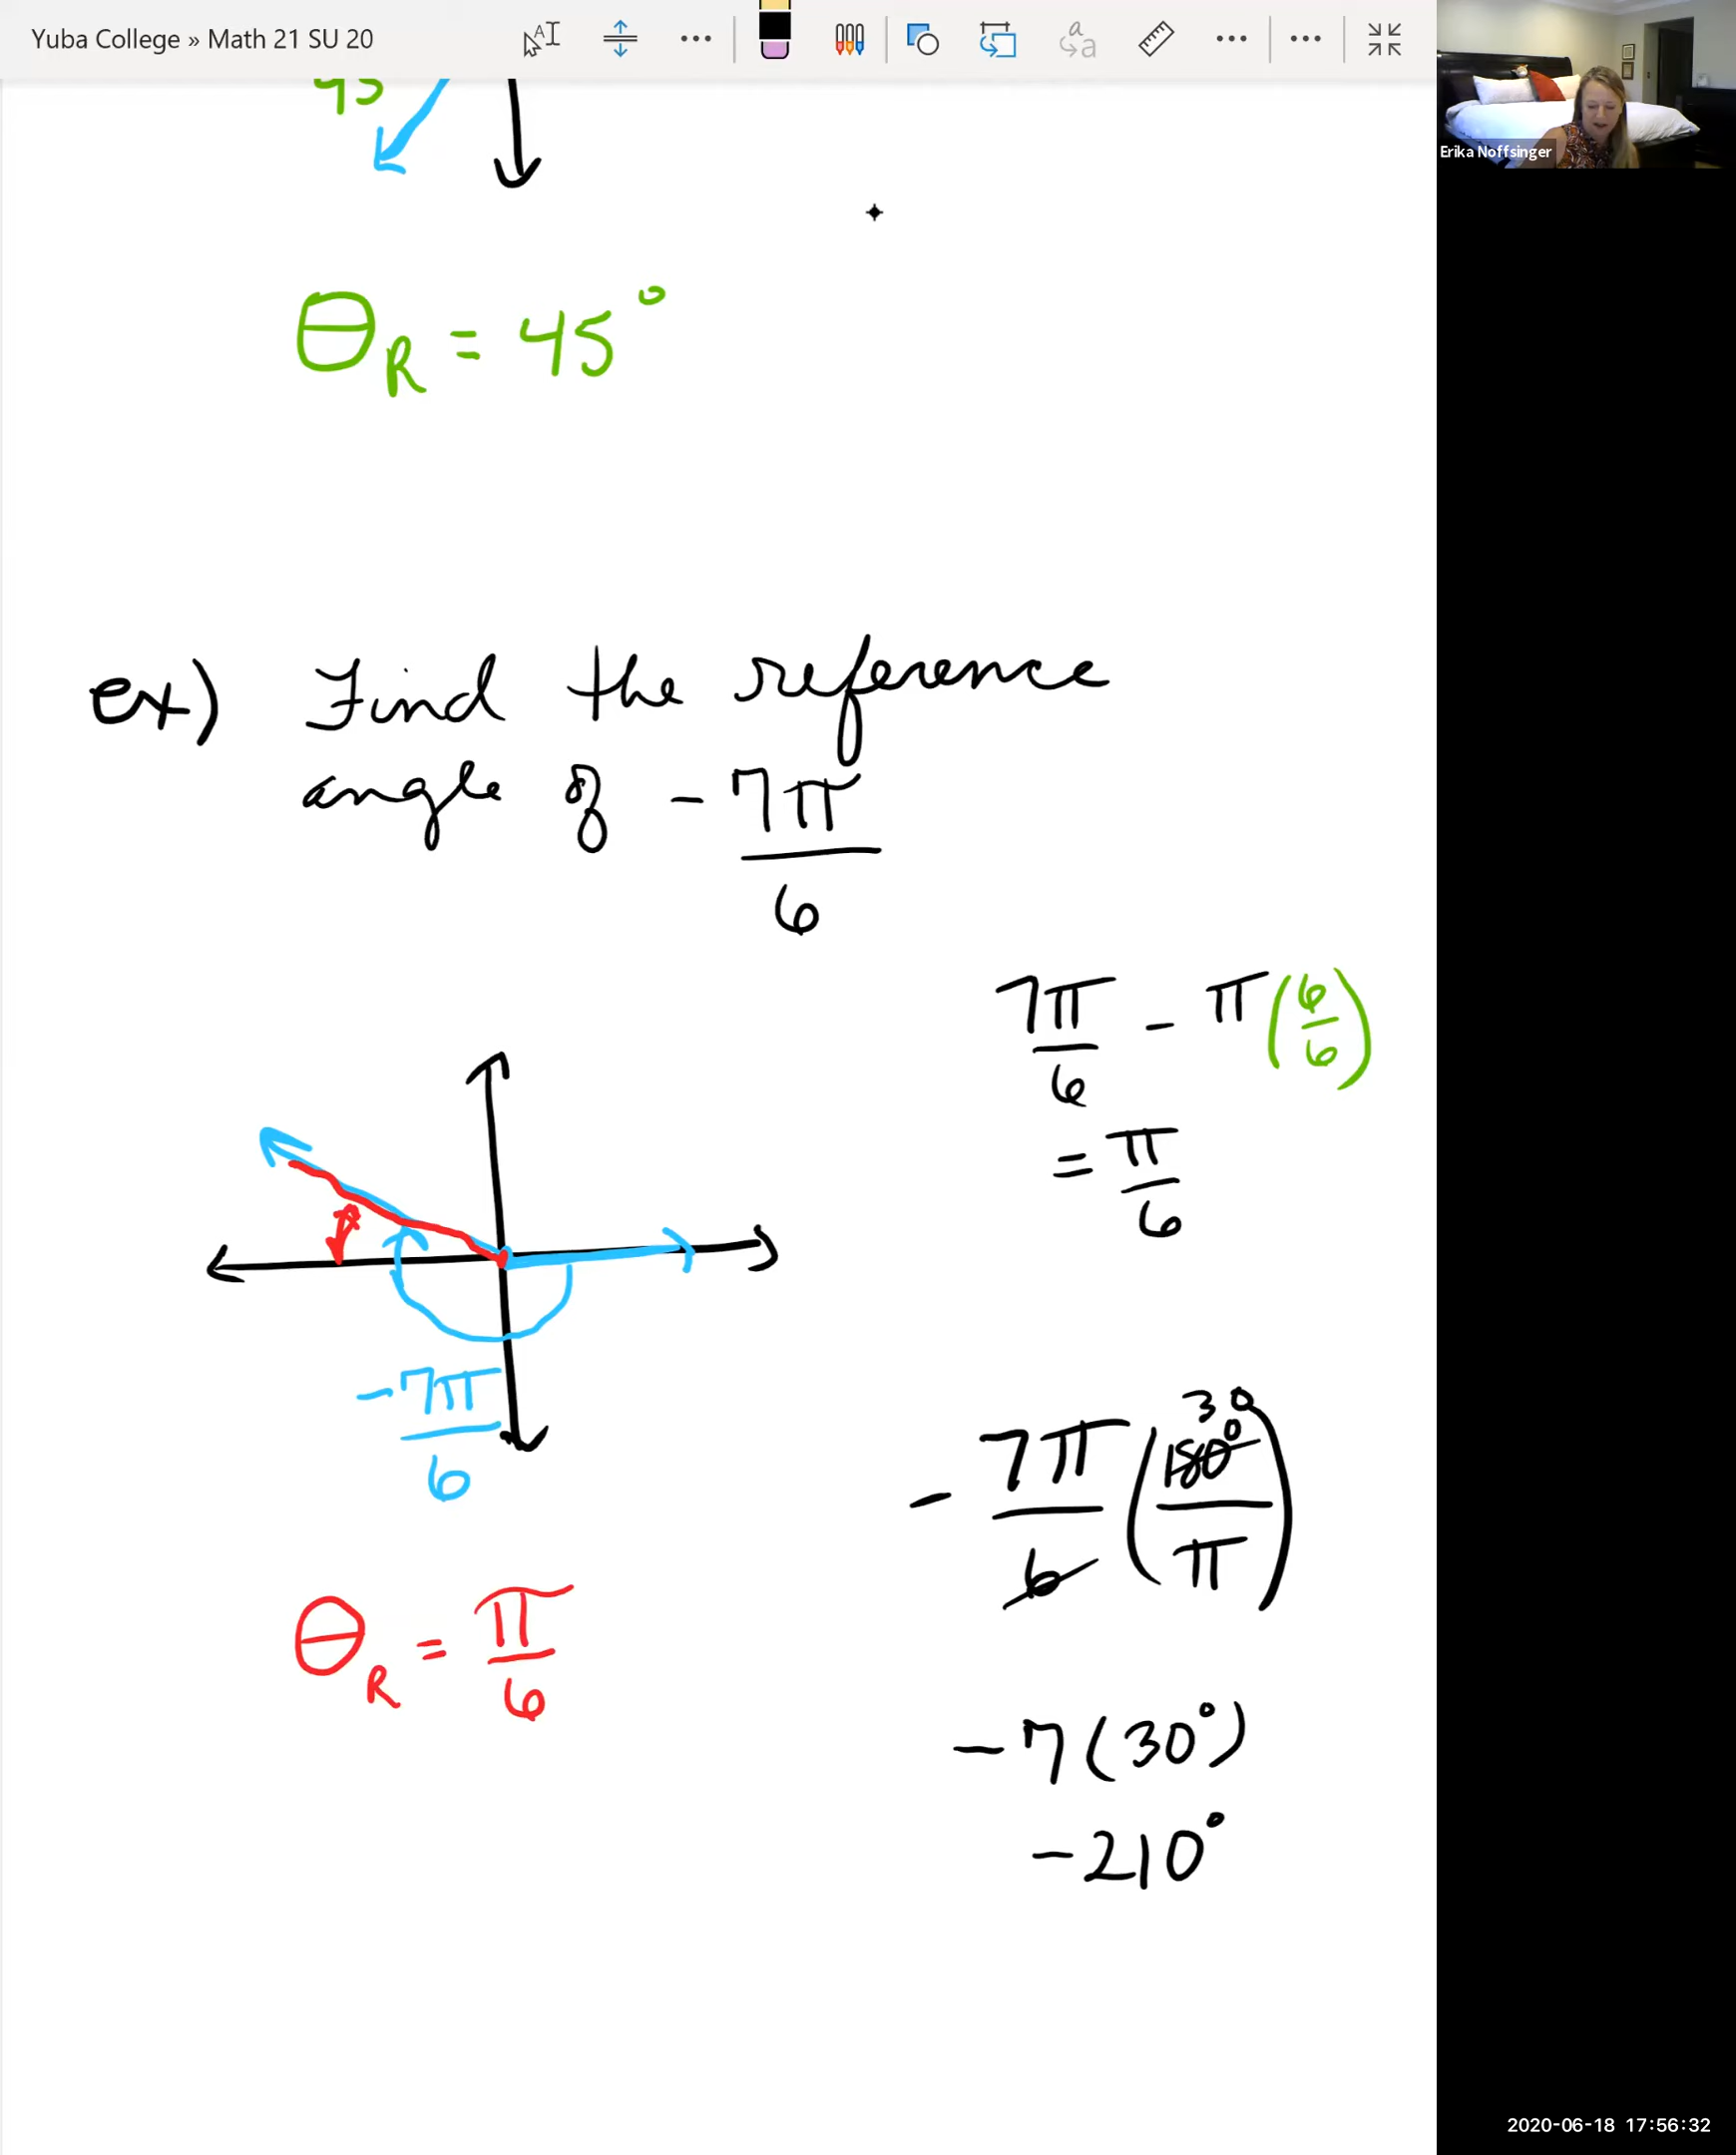 Yuba College » Math 21 SU 20
Erika Noffsinger
45
θR = 45°
ex) Find the reference
angle of -7π/6
7π/6 - π(6/6)
= π/6
-7π/6
-7π/6 (180°/π)
30
θR = π/6
-7(30°)
-210°
2020-06-18 17:56:32